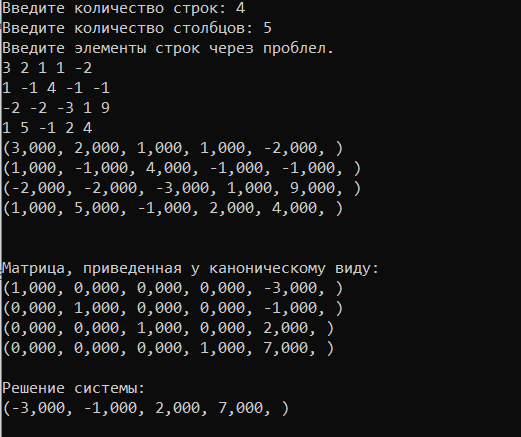 Введите количество строк: 4
Введите количество столбцов: 5
Введите элементы строк через проблел.
3 2 1 1 -2
1 -1 4 -1 -1
-2 -2 -3 1 9
1 5 -1 2 4
(3,000, 2,000, 1,000, 1,000, -2,000, )
(1,000, -1,000, 4,000, -1,000, -1,000, )
(-2,000, -2,000, -3,000, 1,000, 9,000, )
(1,000, 5,000, -1,000, 2,000, 4,000, )
Матрица, приведенная у каноническому виду:
(1,000, 0,000, 0,000, 0,000, -3,000, )
(0,000, 1,000, 0,000, 0,000, -1,000, )
(0,000, 0,000, 1,000, 0,000, 2,000, )
(0,000, 0,000, 0,000, 1,000, 7,000, )
Решение системы:
(-3,000, -1,000, 2,000, 7,000, )